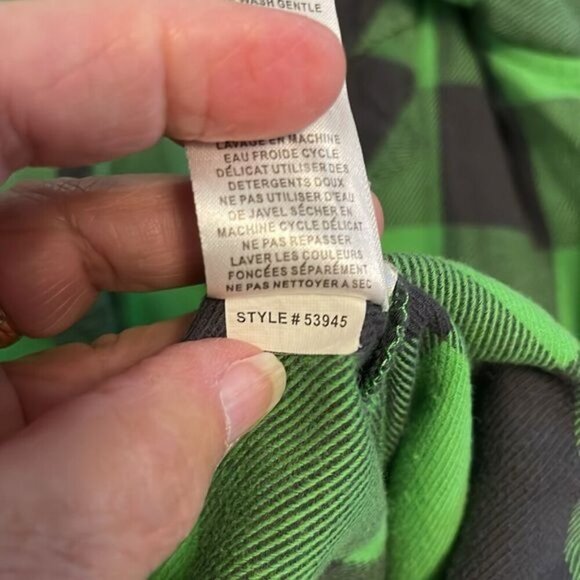 WASH GENTLE
LAVAGE EN MACHINE
EAU FROIDE CYCLE
DÉLICAT UTILISER DES
DETERGENTS DOUX
NE PAS UTILISER D'EAU
DE JAVEL SÉCHER EN
MACHINE CYCLE DÉLICAT
NE PAS REPASSER
LAVER LES COULEURS
FONCÉES SÉPARÉMENT
NE PAS NETTOYER A SEC
STYLE # 53945